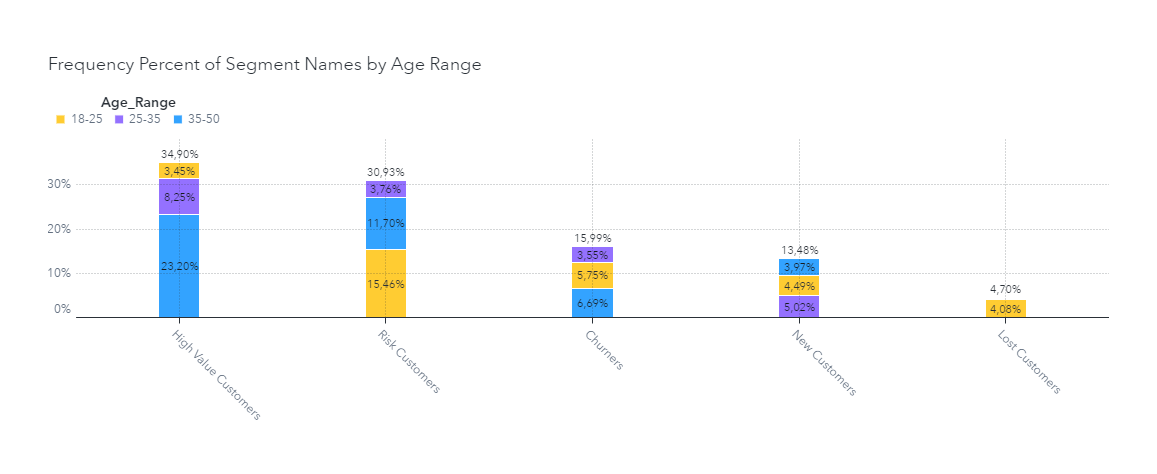 Frequency Percent of Segment Names by Age Range
Age_Range
18-25 25-35 35-50
34,90%
3,45%
8,25%
23,20%
30,93%
3,76%
11,70%
15,46%
15,99%
3,55%
5,75%
6,69%
13,48%
3,97%
4,49%
5,02%
4,70%
4,08%
30%
20%
10%
0%
High Value Customers
Risk Customers
Churners
New Customers
Lost Customers